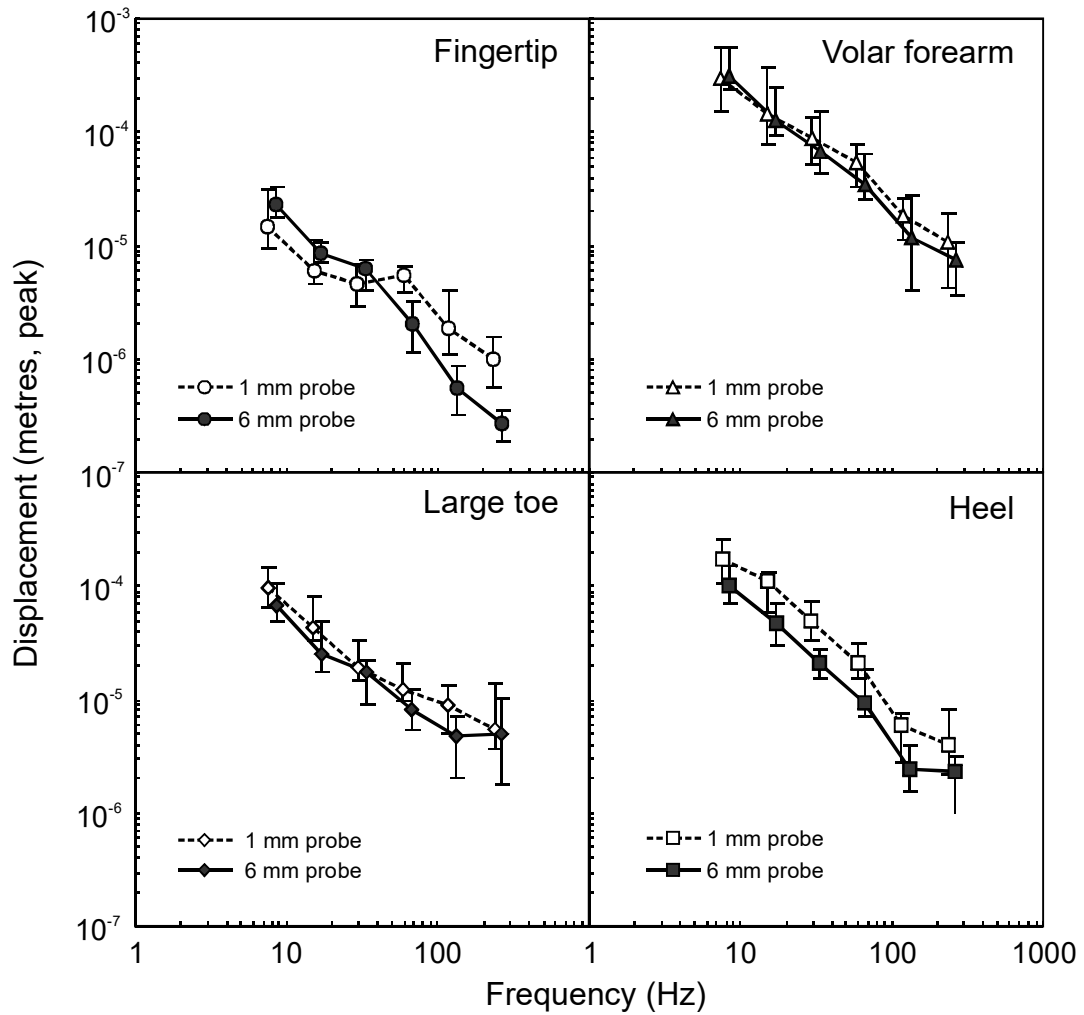 10-3
10-4
10-5
10-6
10-7
10-4
10-5
10-6
10-7
Displacement (metres, peak)
Fingertip
1 mm probe
6 mm probe
Volar forearm
1 mm probe
6 mm probe
Large toe
1 mm probe
6 mm probe
Heel
1 mm probe
6 mm probe
1 10 100 1 10 100 1000
Frequency (Hz)